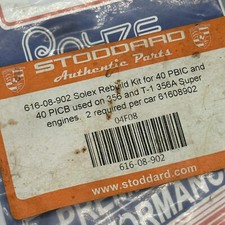 STODDARD
Authentic Parts
616-08-902 Solex Rebuild Kit for 40 PBIC and
40 PICB used on 356 and T-1 356A Super
engines. 2 required per car 61608902
04F08
616-08-902
www.stoddard.com